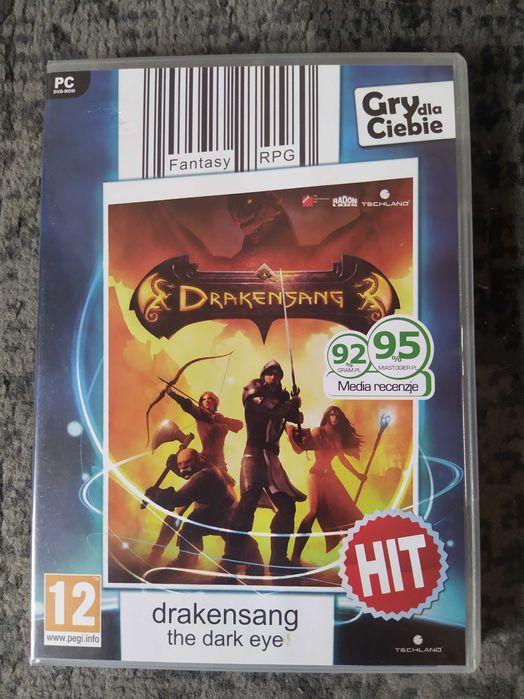 PC
DVD-ROM
Gry dla
Ciebie
Fantasy RPG
RADON
LABS
TECHLAND
DRAKENSANG
92%
GRAM.PL
95%
MIASTOGIER.PL
Media recenzje
HIT
12
www.pegi.info
drakensang
the dark eye
TECHLAND